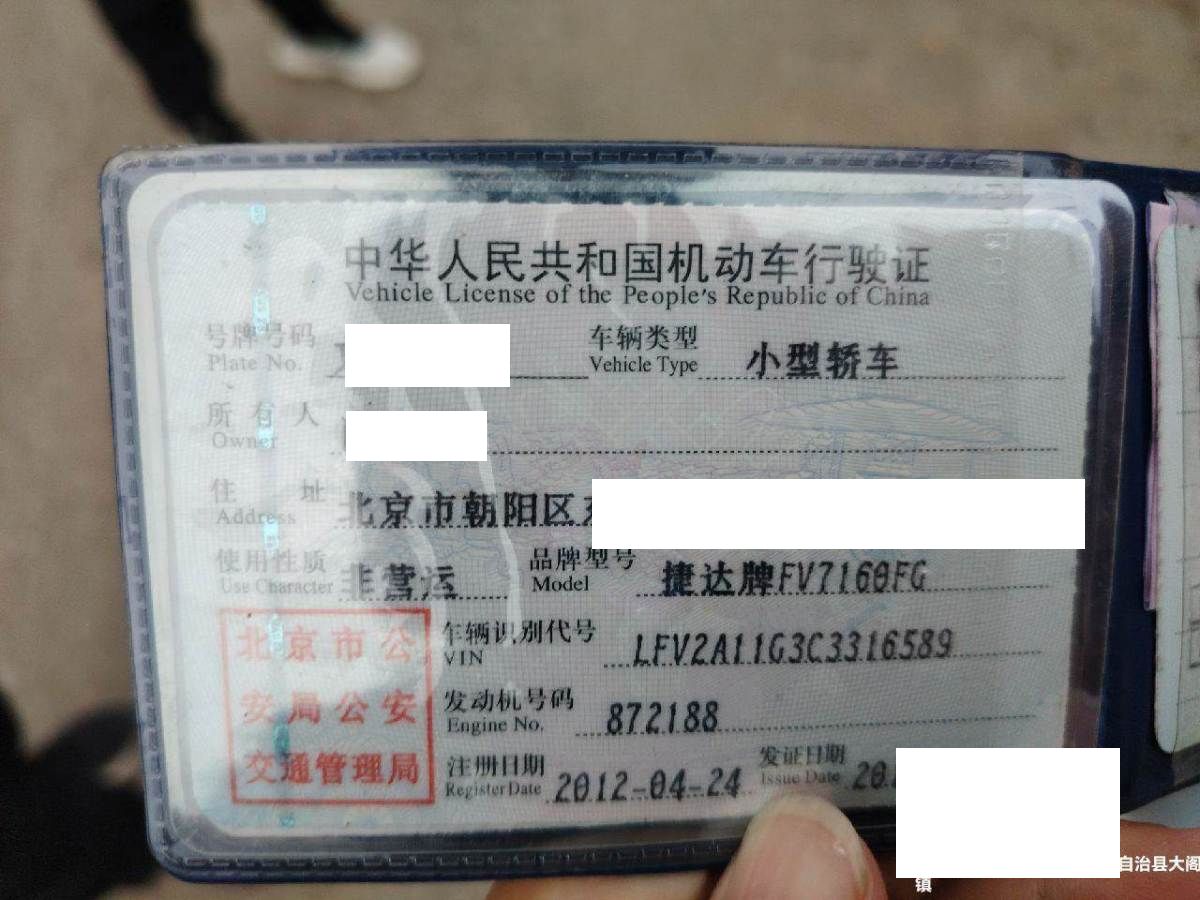 中华人民共和国机动车行驶证
Vehicle License of the People's Republic of China
号牌号码 车辆类型 小型轿车
Plate No. Vehicle Type
所有人
Owner
住址 北京市朝阳区
Address
使用性质 非营运 品牌型号 捷达牌FV7160FG
Use Character Model
北京市公
安局公安
交通管理局
车辆识别代号 LFV2A11G3C3316589
VIN
发动机号码 872188
Engine No.
注册日期 2012-04-24 发证日期 20
Register Date Issue Date
自治县大阁
镇